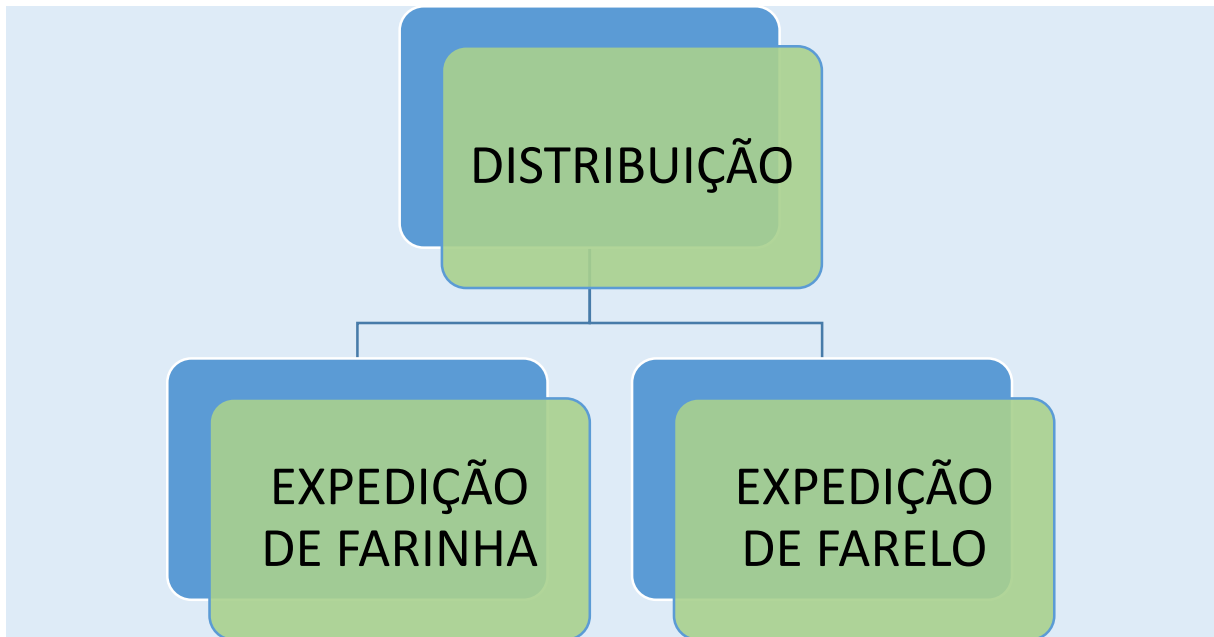 DISTRIBUIÇÃO
EXPEDIÇÃO
DE FARINHA
EXPEDIÇÃO
DE FARELO